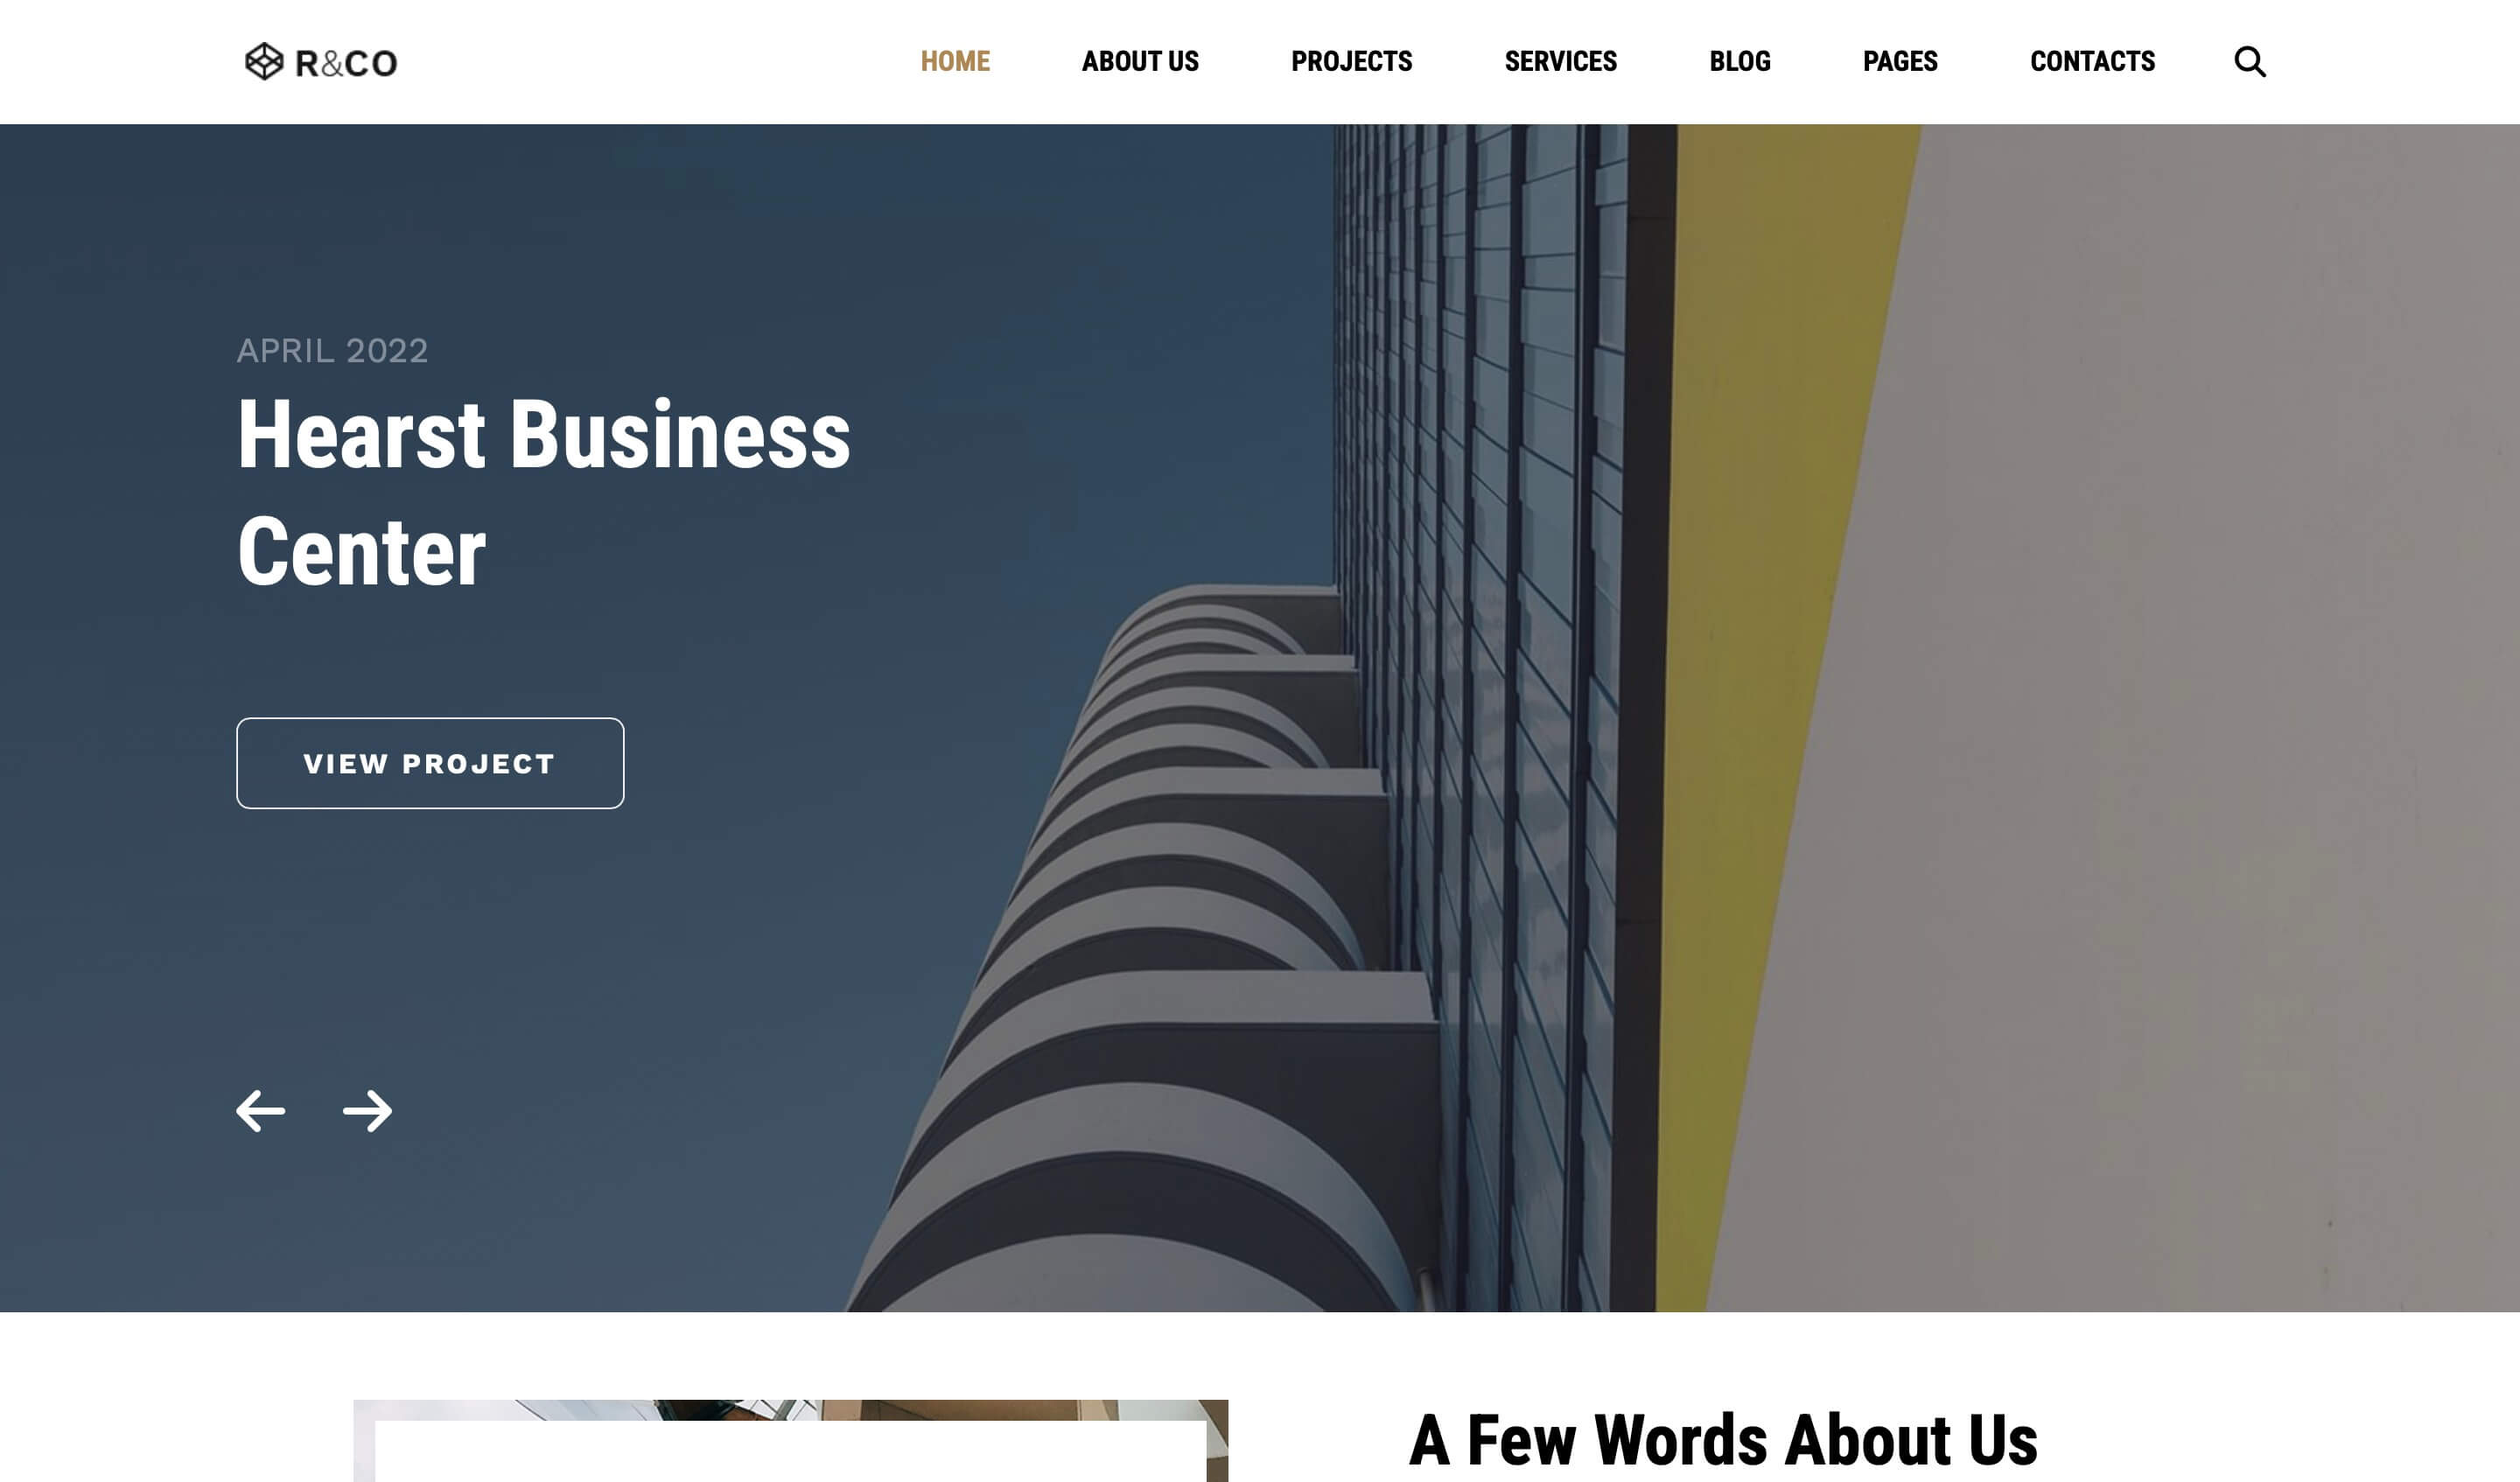 R&CO
HOME ABOUT US PROJECTS SERVICES BLOG PAGES CONTACTS
APRIL 2022
Hearst Business
Center
VIEW PROJECT
A Few Words About Us